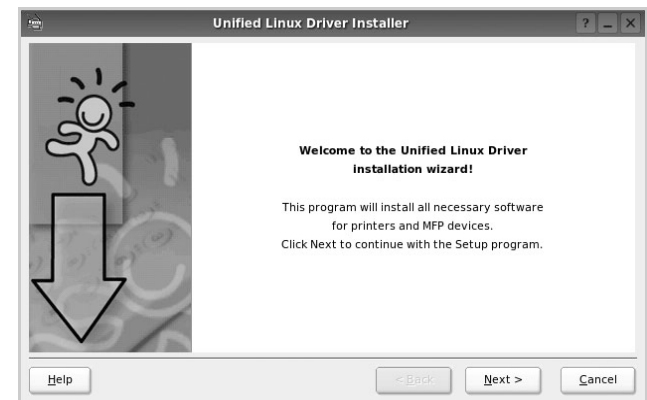 Unified Linux Driver Installer
? _ X
Welcome to the Unified Linux Driver
installation wizard!
This program will install all necessary software
for printers and MFP devices.
Click Next to continue with the Setup program.
Help
< Back
Next >
Cancel